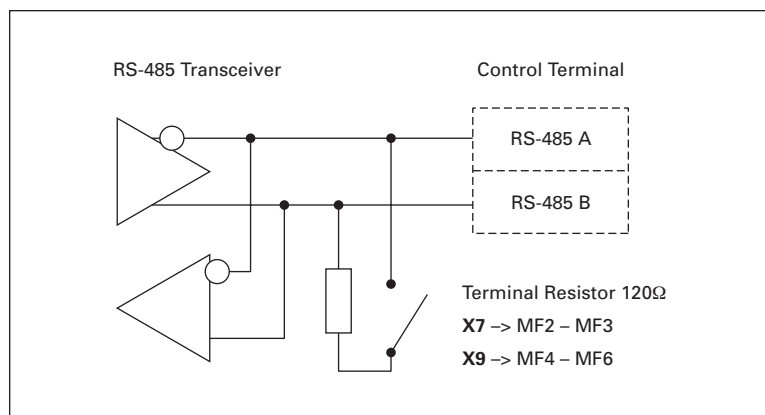 RS-485 Transceiver
Control Terminal
RS-485 A
RS-485 B
Terminal Resistor 120Ω
X7 –> MF2 – MF3
X9 –> MF4 – MF6